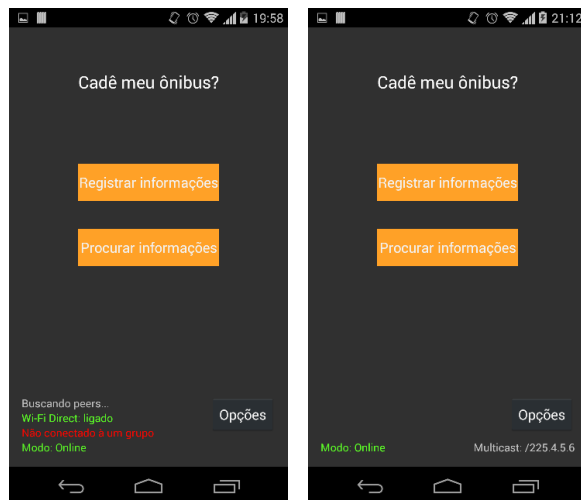 19:58
Cadê meu ônibus?
Registrar informações
Procurar informações
Buscando peers...
Wi-Fi Direct: ligado
Não conectado à um grupo
Modo: Online
Opções
21:12
Cadê meu ônibus?
Registrar informações
Procurar informações
Opções
Modo: Online
Multicast: /225.4.5.6